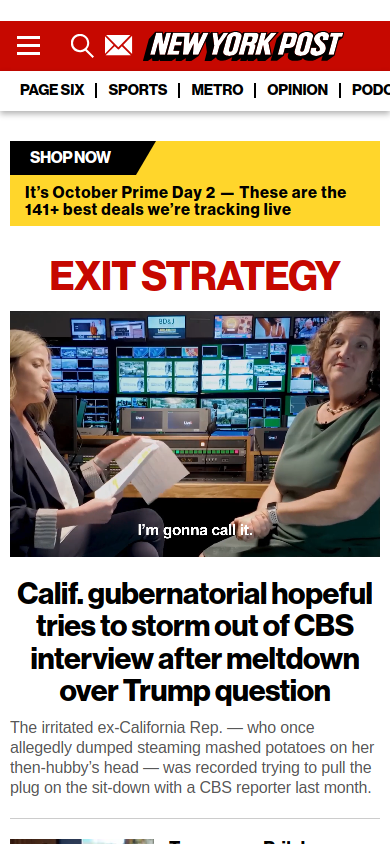 NEW YORK POST
PAGE SIX | SPORTS | METRO | OPINION | PODC
SHOP NOW
It's October Prime Day 2 — These are the
141+ best deals we're tracking live
EXIT STRATEGY
I'm gonna call it.
Calif. gubernatorial hopeful
tries to storm out of CBS
interview after meltdown
over Trump question
The irritated ex-California Rep. — who once
allegedly dumped steaming mashed potatoes on her
then-hubby's head — was recorded trying to pull the
plug on the sit-down with a CBS reporter last month.